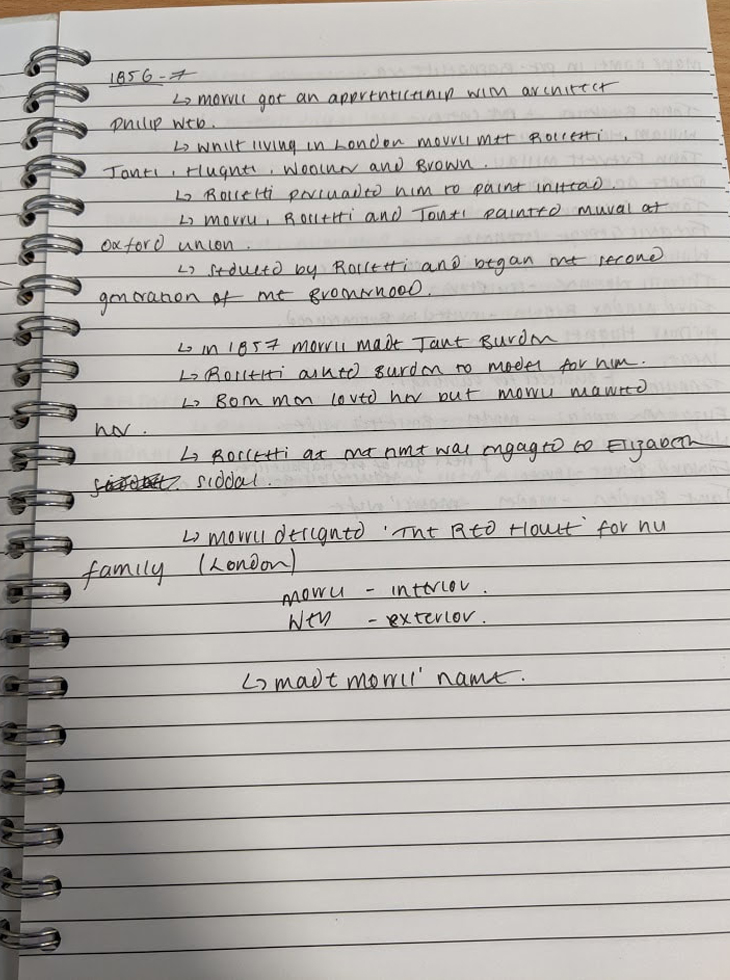 1856-7
↳ Morris got an apprenticeship with architect
Philip Web.
↳ Whilst living in London Morris met Rossetti,
Jones, Hughes, Woolner and Brown.
↳ Rossetti persuaded him to paint instead.
↳ Morris, Rossetti and Jones painted mural at
Oxford Union.
↳ seduced by Rossetti and began the second
generation of the Brotherhood.
↳ In 1857 Morris made Jane Burden
↳ Rossetti asked Burden to model for him.
↳ Both men loved her but Morris married
her.
↳ Rossetti at the time was engaged to Elizabeth
Siddal.
↳ Morris designed 'The Red House' for his
family (London)
Morris - interior.
Web - exterior.
↳ made Morris' name.